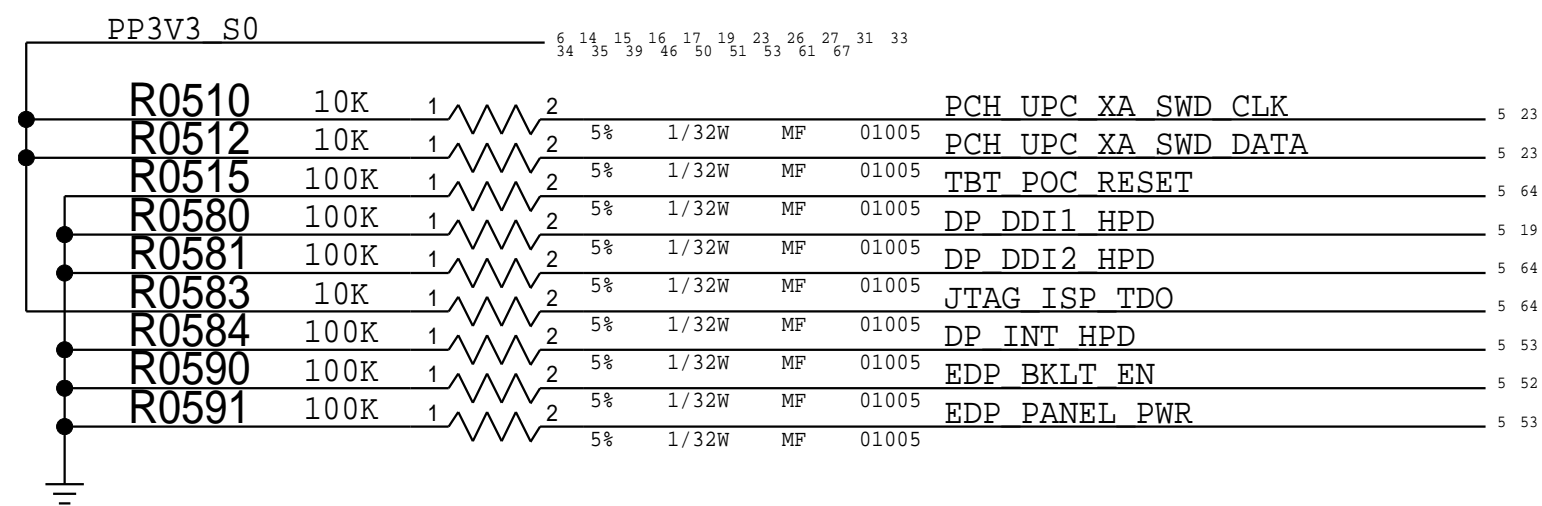 PP3V3_S0
6 14 15 16 17 19 23 26 27 31 33
34 35 39 46 50 51 53 61 67
R0510 10K 1 2 PCH_UPC_XA_SWD_CLK 5 23
5% 1/32W MF 01005
R0512 10K 1 2 PCH_UPC_XA_SWD_DATA 5 23
5% 1/32W MF 01005
R0515 100K 1 2 TBT_POC_RESET 5 64
5% 1/32W MF 01005
R0580 100K 1 2 DP_DDI1_HPD 5 19
5% 1/32W MF 01005
R0581 100K 1 2 DP_DDI2_HPD 5 64
5% 1/32W MF 01005
R0583 10K 1 2 JTAG_ISP_TDO 5 64
5% 1/32W MF 01005
R0584 100K 1 2 DP_INT_HPD 5 53
5% 1/32W MF 01005
R0590 100K 1 2 EDP_BKLT_EN 5 52
5% 1/32W MF 01005
R0591 100K 1 2 EDP_PANEL_PWR 5 53
5% 1/32W MF 01005